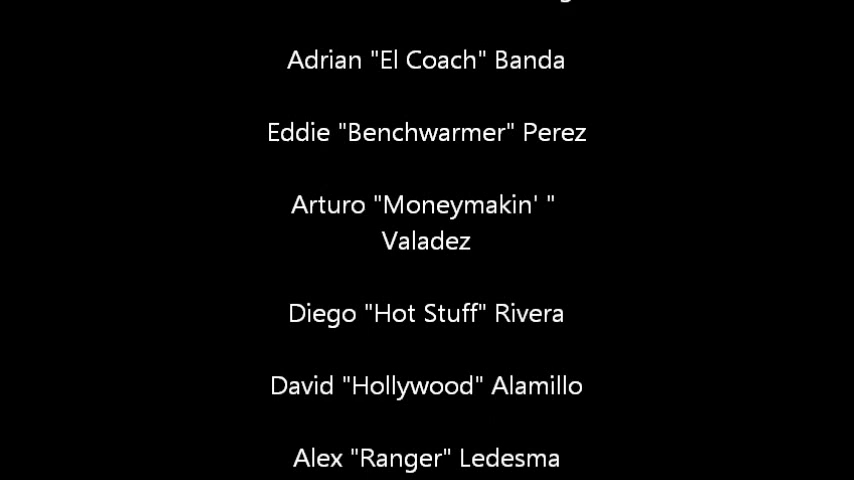 Adrian "El Coach" Banda
Eddie "Benchwarmer" Perez
Arturo "Moneymakin' "
Valadez
Diego "Hot Stuff" Rivera
David "Hollywood" Alamillo
Alex "Ranger" Ledesma